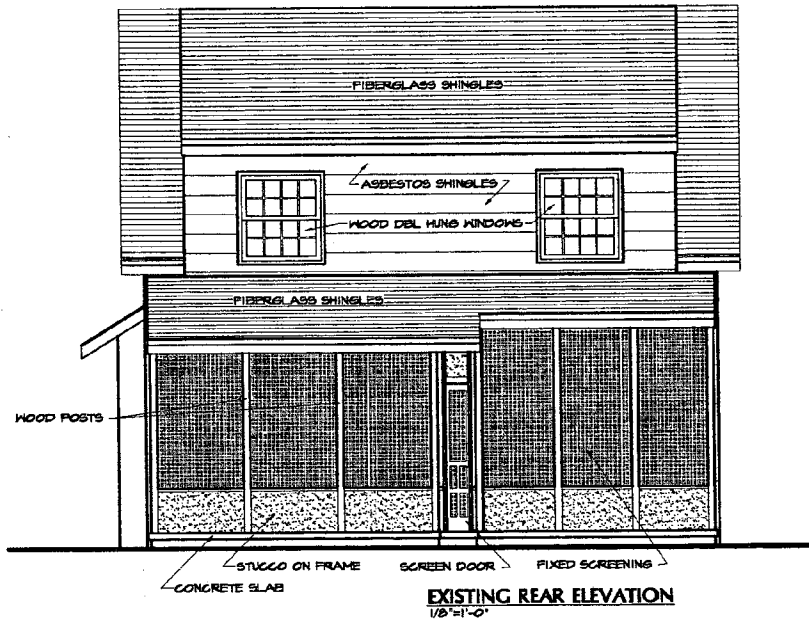 FIBERGLASS SHINGLES
ASBESTOS SHINGLES
WOOD DBL HUNG WINDOWS
FIBERGLASS SHINGLES
WOOD POSTS
STUCCO ON FRAME
SCREEN DOOR
FIXED SCREENING
CONCRETE SLAB
EXISTING REAR ELEVATION
1/8"=1'-0"